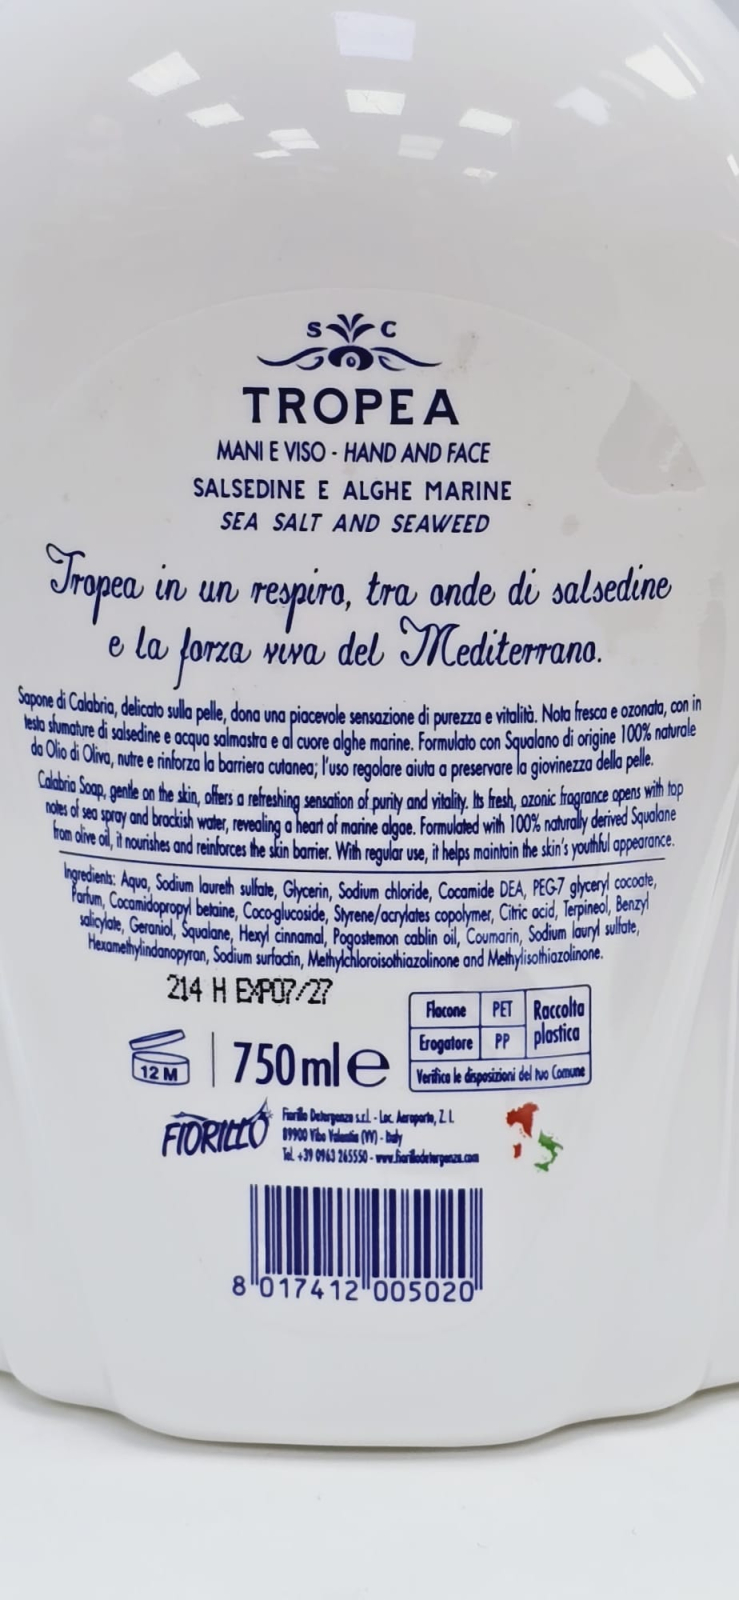 S C
TROPEA
MANI E VISO - HAND AND FACE
SALSEDINE E ALGHE MARINE
SEA SALT AND SEAWEED
Tropea in un respiro, tra onde di salsedine
e la forza viva del Mediterrano.
Sapone di Calabria, delicato sulla pelle, dona una piacevole sensazione di purezza e vitalità. Nota fresca e ozonata, con in
testa sfumature di salsedine e acqua salmastra e al cuore alghe marine. Formulato con Squalano di origine 100% naturale
da Olio di Oliva, nutre e rinforza la barriera cutanea; l'uso regolare aiuta a preservare la giovinezza della pelle.
Calabria Soap, gentle on the skin, offers a refreshing sensation of purity and vitality. Its fresh, ozonic fragrance opens with top
notes of sea spray and brackish water, revealing a heart of marine algae. Formulated with 100% naturally derived Squalane
from olive oil, it nourishes and reinforces the skin barrier. With regular use, it helps maintain the skin's youthful appearance.
Ingredients: Aqua, Sodium laureth sulfate, Glycerin, Sodium chloride, Cocamide DEA, PEG-7 glyceryl cocoate,
Parfum, Cocamidopropyl betaine, Coco-glucoside, Styrene/acrylates copolymer, Citric acid, Terpineol, Benzyl
salicylate, Geraniol, Squalane, Hexyl cinnamal, Pogostemon cablin oil, Coumarin, Sodium lauryl sulfate,
Hexamethylindanopyran, Sodium surfactin, Methylchloroisothiazolinone and Methylisothiazolinone.
214 H EXP07/27
12 M
750 ml e
Flacone PET Raccolta
Erogatore PP plastica
Verifica le disposizioni del tuo Comune
FIORILLO
Fiorillo Detergenza s.r.l. - Loc. Aeroporto, Z. I.
89900 Vibo Valentia (VV) - Italy
Tel. +39 0963 265550 - www.fiorillodetergenza.com
8 017412 005020